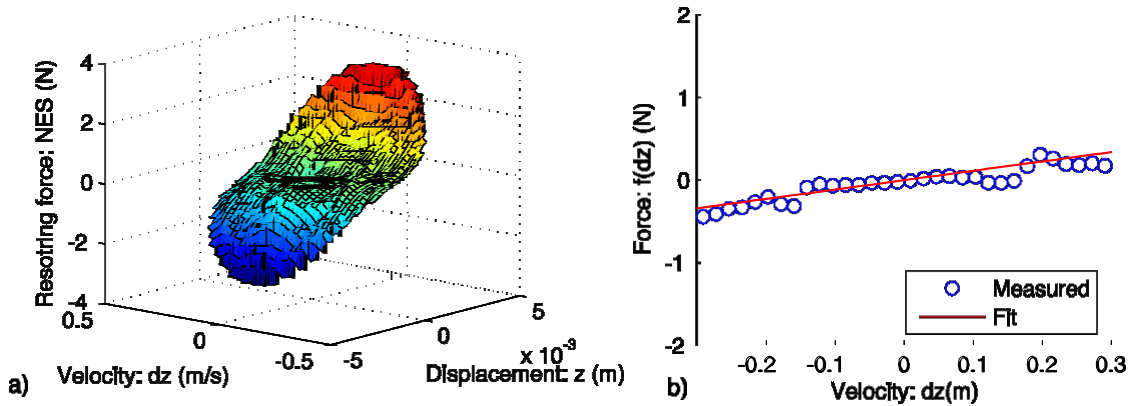 Resotring force: NES (N)
4
2
0
-2
-4
0.5
0
-0.5
-5
0
5
x 10^-3
Velocity: dz (m/s)
Displacement: z (m)
a)
Force: f(dz) (N)
2
1
0
-1
-2
Measured
Fit
-0.2
-0.1
0
0.1
0.2
0.3
Velocity: dz(m)
b)